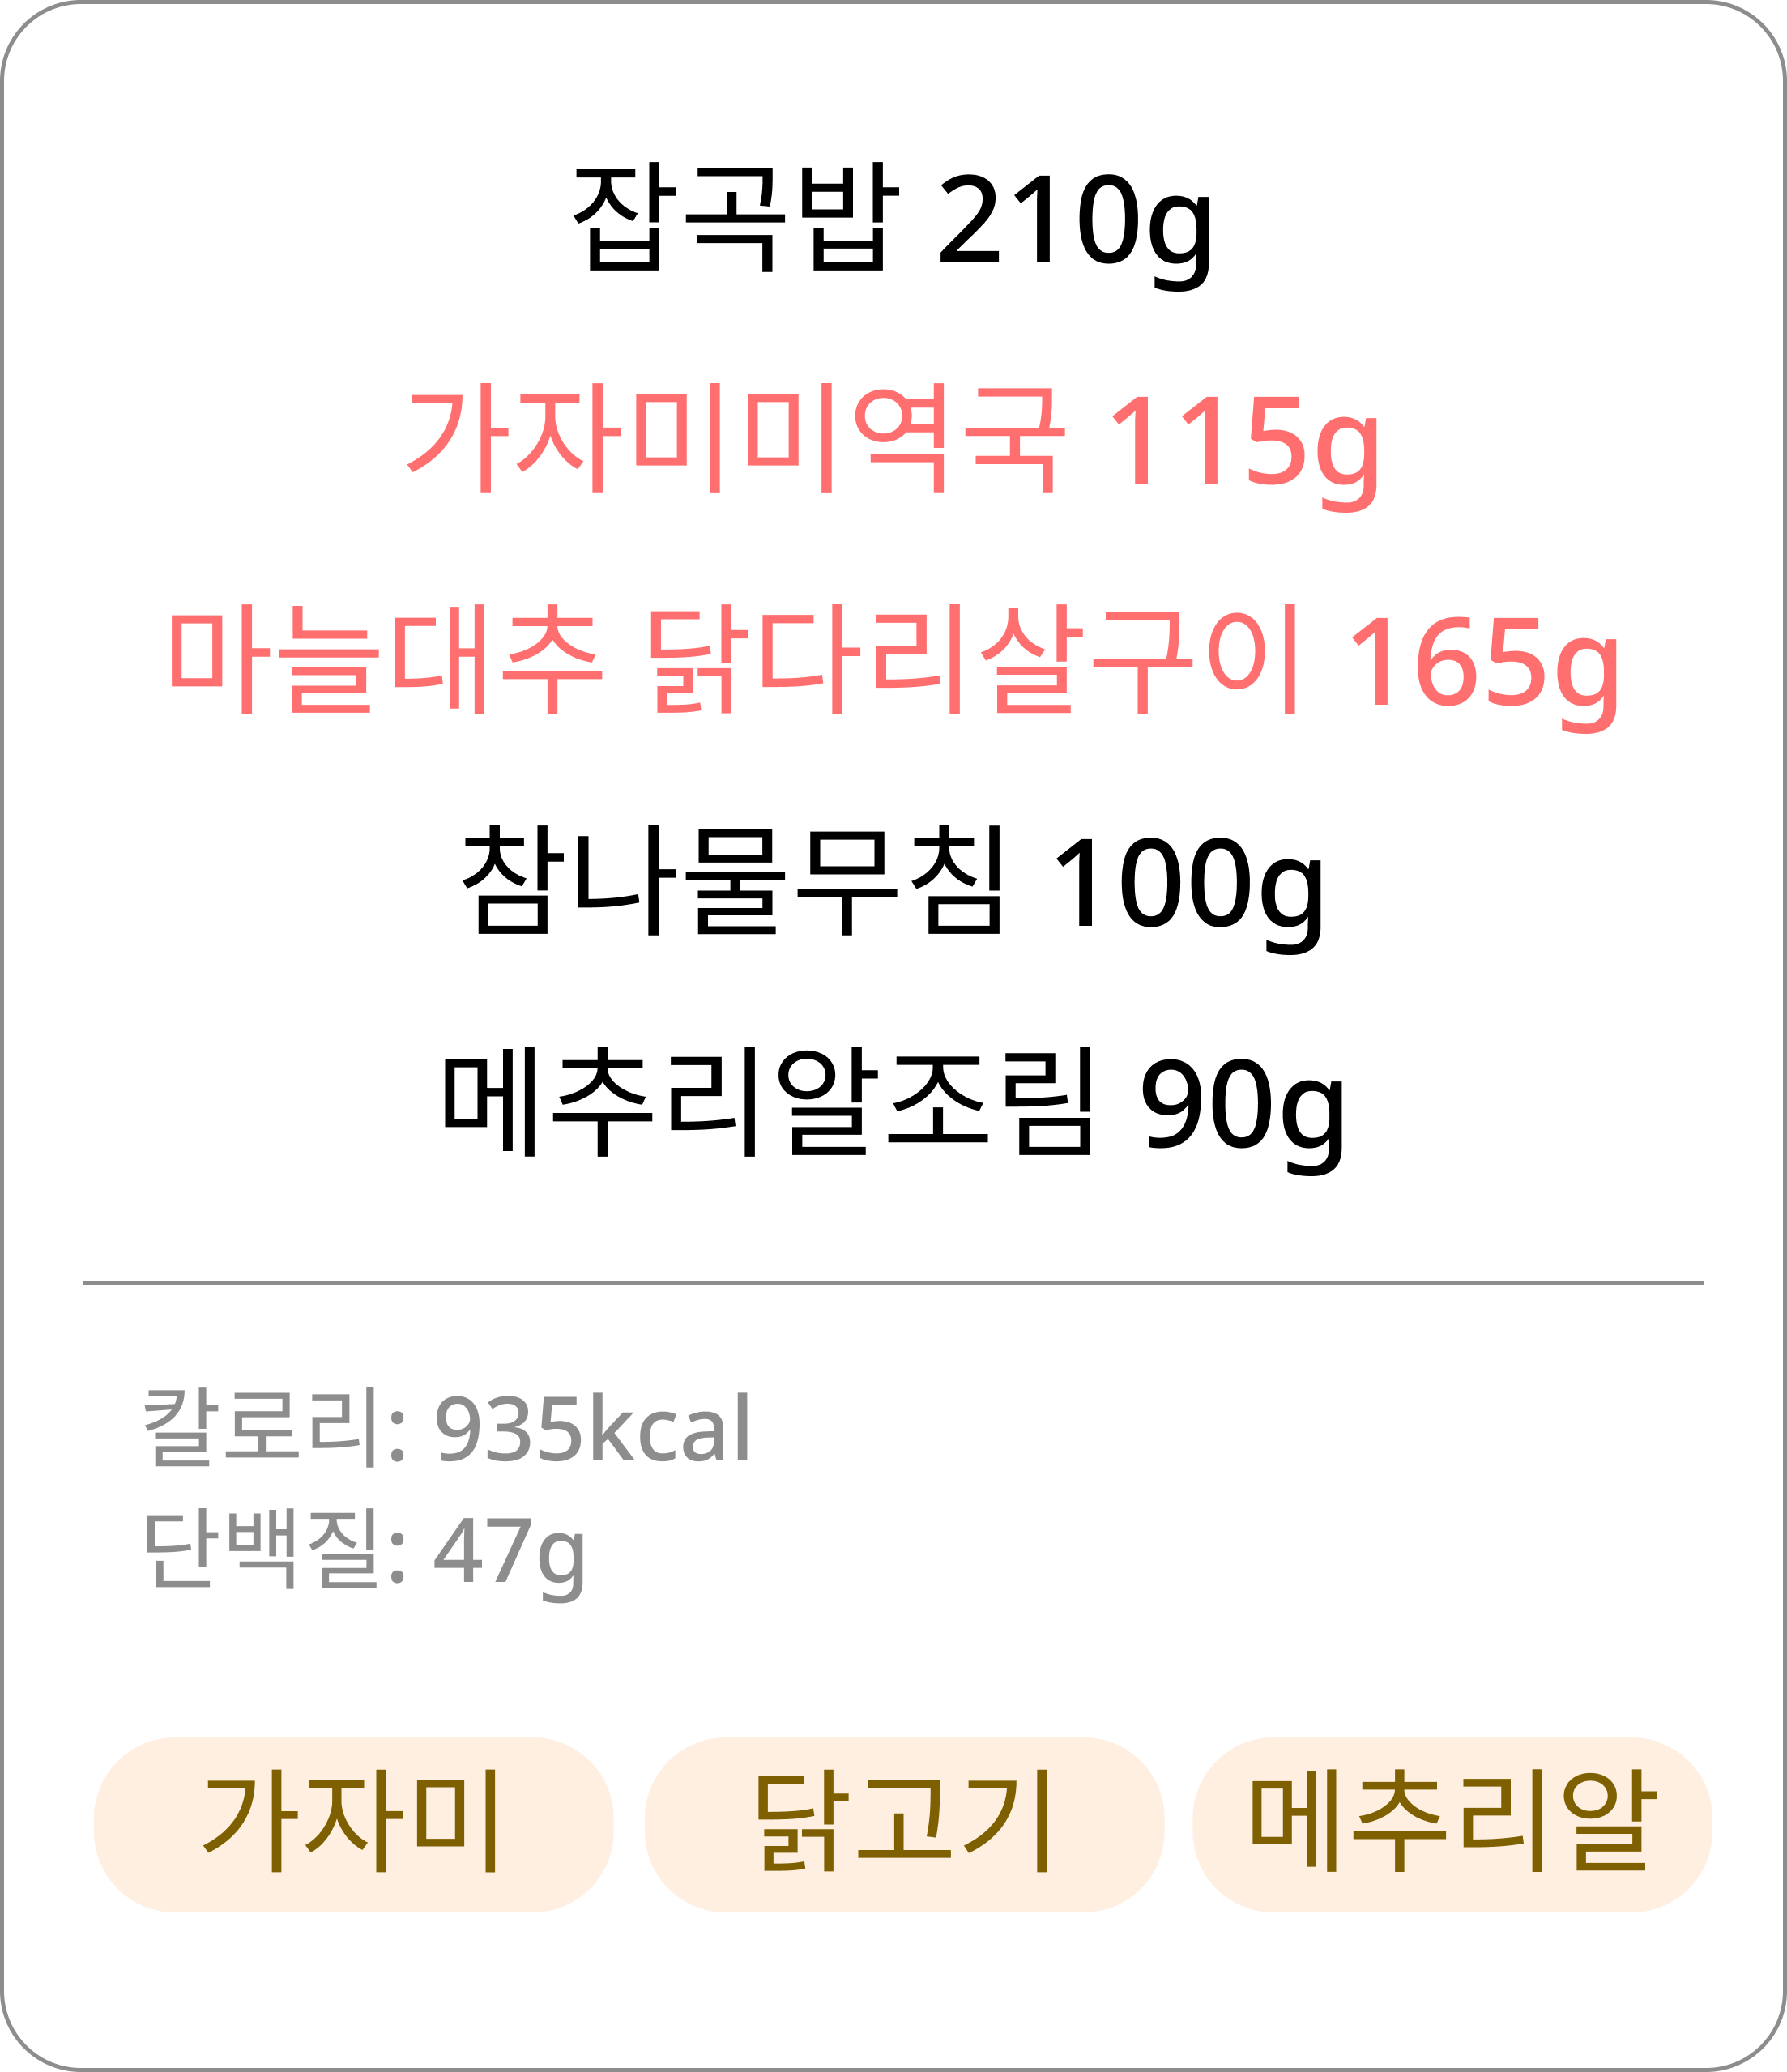 잡곡밥 210g
가자미미역국 115g
마늘대추 닭다리살구이 165g
참나물무침 100g
메추리알조림 90g
칼로리: 935kcal
단백질: 47g
가자미 닭고기 메추리알